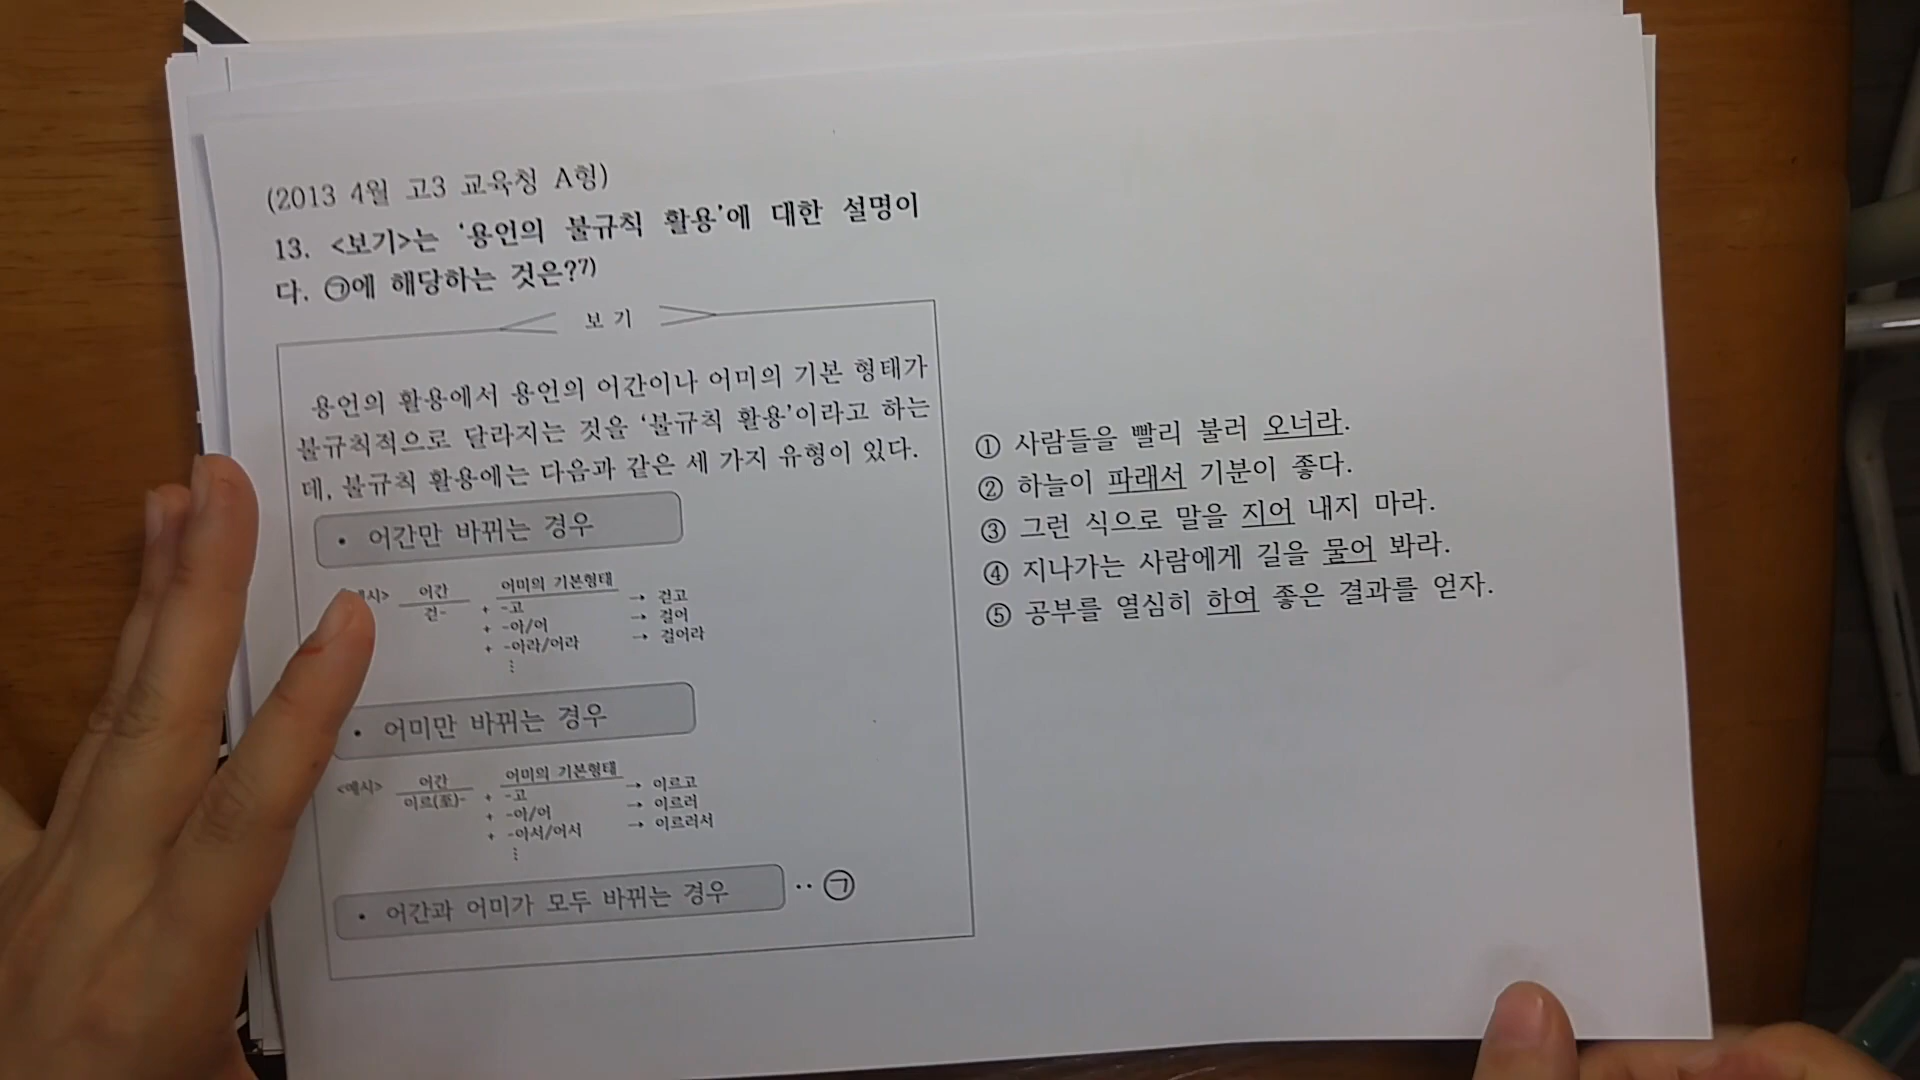 (2013 4월 고3 교육청 A형)
13. <보기>는 '용언의 불규칙 활용'에 대한 설명이
다. ㉠에 해당하는 것은?7)
보 기
용언의 활용에서 용언의 어간이나 어미의 기본 형태가
불규칙적으로 달라지는 것을 '불규칙 활용'이라고 하는
데, 불규칙 활용에는 다음과 같은 세 가지 유형이 있다.
• 어간만 바뀌는 경우
어간 어미의 기본형태
걷- + -고 → 걷고
+ -아/어 → 걸어
+ -아라/어라 → 걸어라
⋮
• 어미만 바뀌는 경우
<예시> 어간 어미의 기본형태
이르(至)- + -고 → 이르고
+ -아/어 → 이르러
+ -아서/어서 → 이르러서
⋮
• 어간과 어미가 모두 바뀌는 경우 ‥ ㉠
① 사람들을 빨리 불러 오너라.
② 하늘이 파래서 기분이 좋다.
③ 그런 식으로 말을 지어 내지 마라.
④ 지나가는 사람에게 길을 물어 봐라.
⑤ 공부를 열심히 하여 좋은 결과를 얻자.